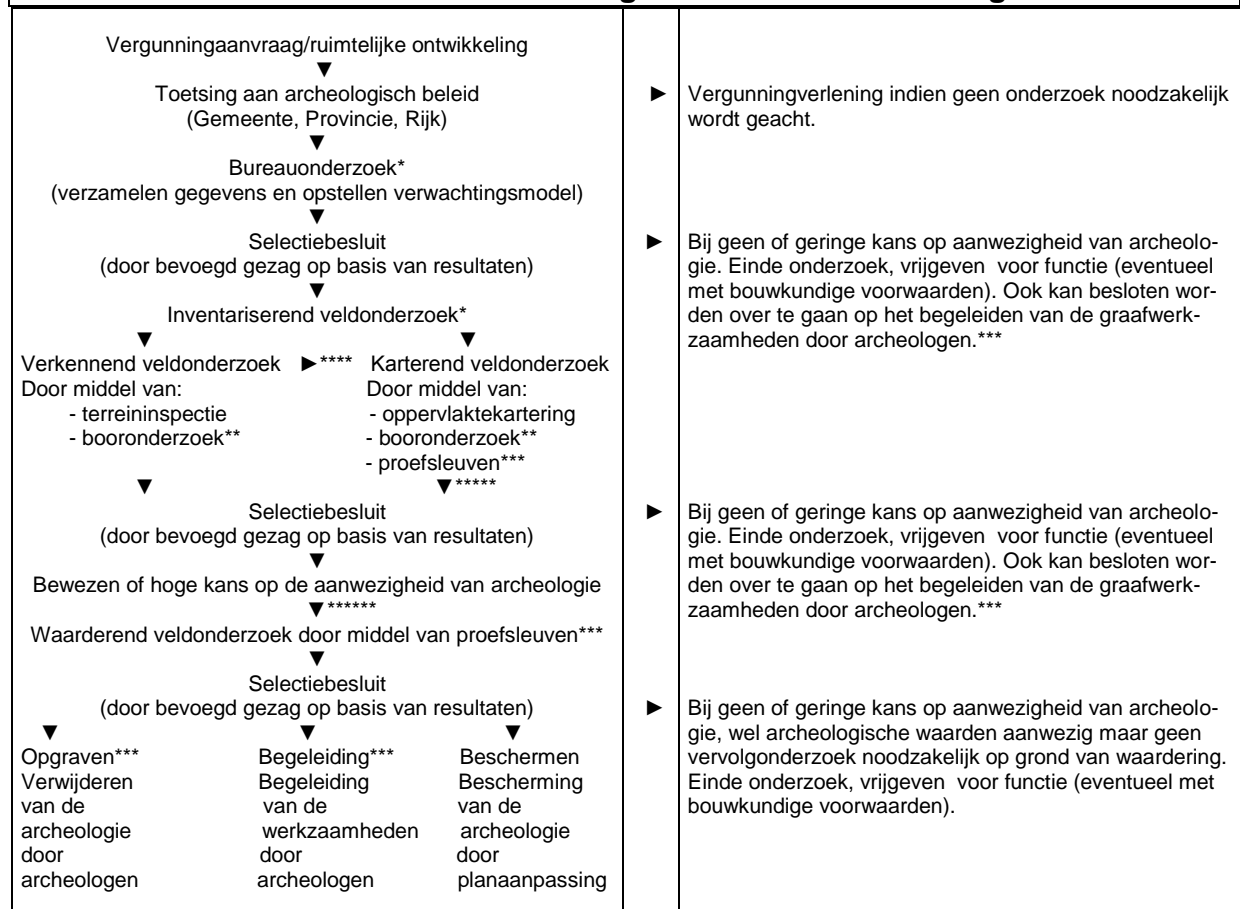 Vergunningaanvraag/ruimtelijke ontwikkeling
▼
Toetsing aan archeologisch beleid
(Gemeente, Provincie, Rijk)
► Vergunningverlening indien geen onderzoek noodzakelijk
wordt geacht.
▼
Bureauonderzoek*
(verzamelen gegevens en opstellen verwachtingsmodel)
▼
Selectiebesluit
(door bevoegd gezag op basis van resultaten)
► Bij geen of geringe kans op aanwezigheid van archeolo-
gie. Einde onderzoek, vrijgeven voor functie (eventueel
met bouwkundige voorwaarden). Ook kan besloten wor-
den over te gaan op het begeleiden van de graafwerk-
zaamheden door archeologen.***
▼
Inventariserend veldonderzoek*
▼ ▼
Verkennend veldonderzoek ►**** Karterend veldonderzoek
Door middel van: Door middel van:
- terreininspectie - oppervlaktekartering
- booronderzoek** - booronderzoek**
- proefsleuven***
▼ ▼*****
Selectiebesluit
(door bevoegd gezag op basis van resultaten)
► Bij geen of geringe kans op aanwezigheid van archeolo-
gie. Einde onderzoek, vrijgeven voor functie (eventueel
met bouwkundige voorwaarden). Ook kan besloten wor-
den over te gaan op het begeleiden van de graafwerk-
zaamheden door archeologen.***
▼
Bewezen of hoge kans op de aanwezigheid van archeologie
▼******
Waarderend veldonderzoek door middel van proefsleuven***
▼
Selectiebesluit
(door bevoegd gezag op basis van resultaten)
► Bij geen of geringe kans op aanwezigheid van archeolo-
gie, wel archeologische waarden aanwezig maar geen
vervolgonderzoek noodzakelijk op grond van waardering.
Einde onderzoek, vrijgeven voor functie (eventueel met
bouwkundige voorwaarden).
▼ ▼ ▼
Opgraven*** Begeleiding*** Beschermen
Verwijderen Begeleiding Bescherming
van de van de van de
archeologie werkzaamheden archeologie
door door door
archeologen archeologen planaanpassing